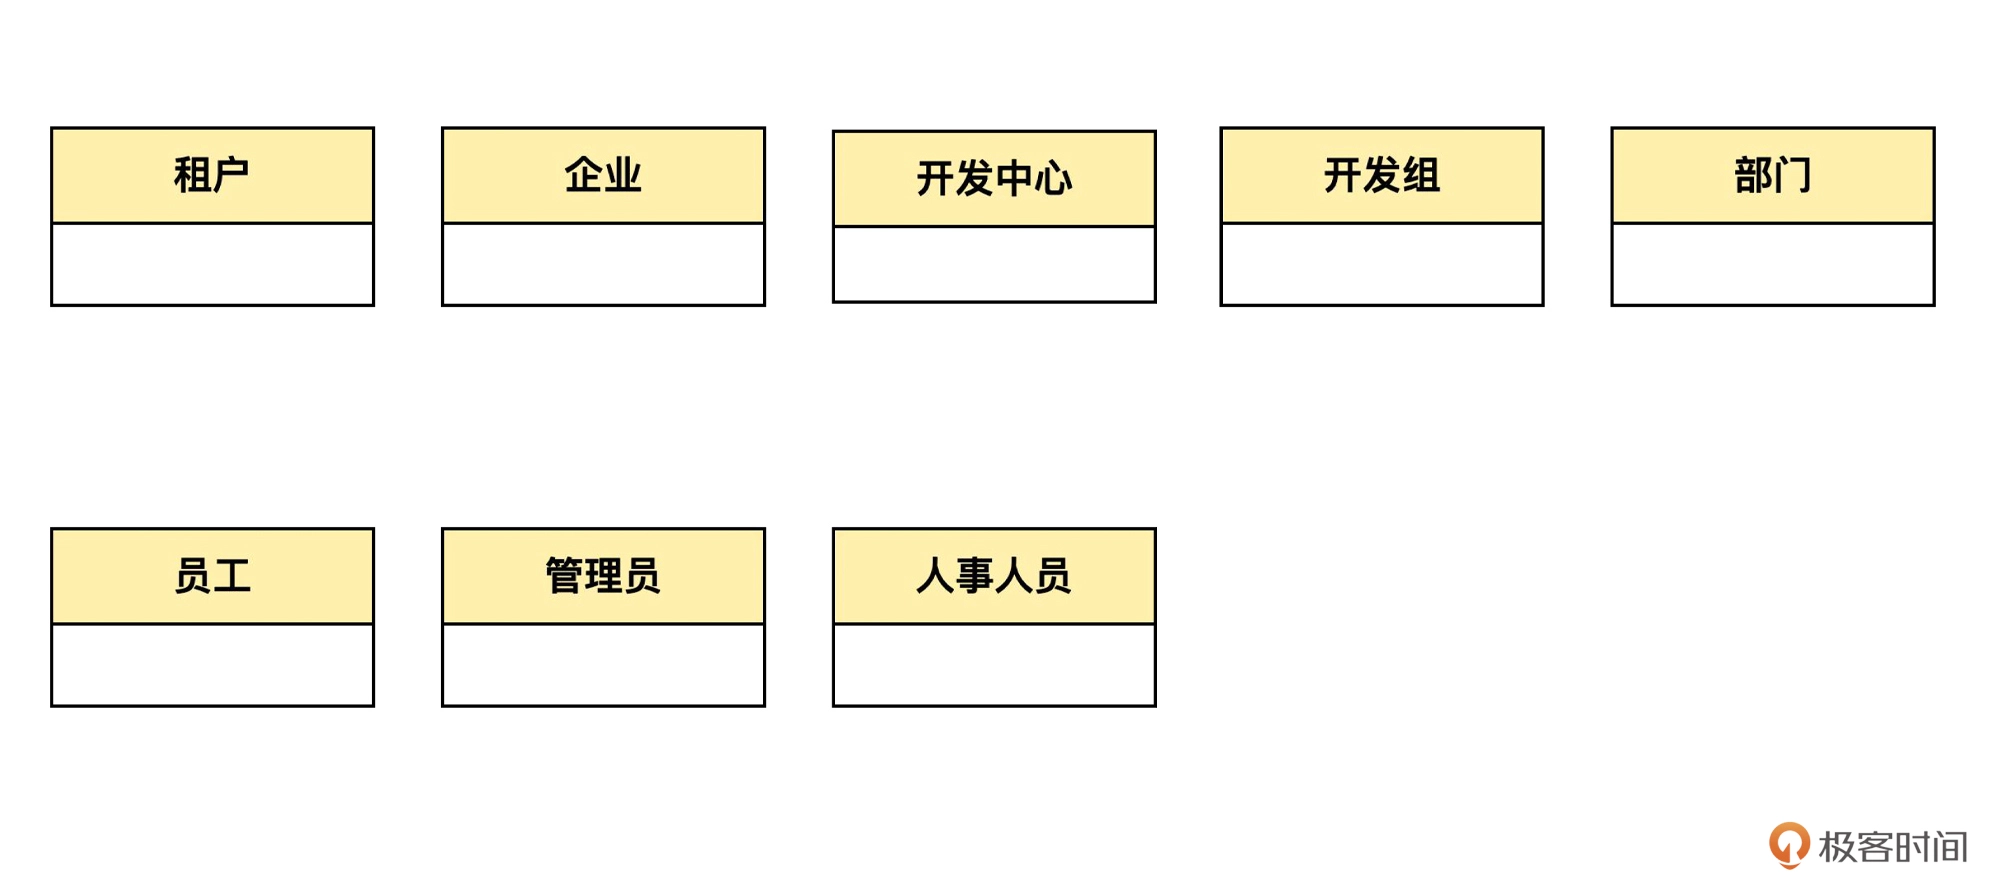 租户
企业
开发中心
开发组
部门
员工
管理员
人事人员
极客时间